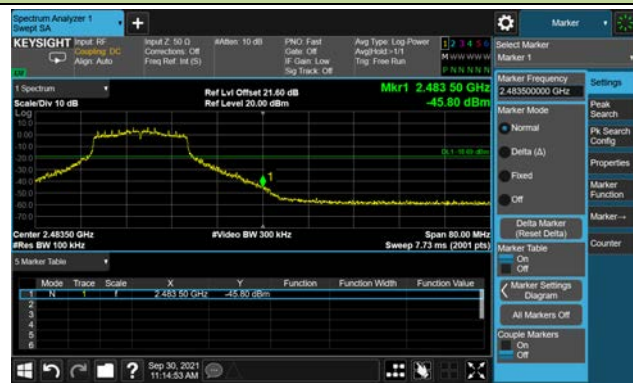 Spectrum Analyzer 1
Swept SA
Marker
KEYSIGHT
Input: RF
Coupling: DC
Align: Auto
Input Z: 50 Ω
Corrections: Off
Freq Ref: Int (S)
#Atten: 10 dB
PNO: Fast
Gate: Off
IF Gain: Low
Sig Track: Off
Avg Type: Log-Power
Avg|Hold:>1/1
Trig: Free Run
1 2 3 4 5 6
M W W W W W
P N N N N N
Select Marker
Marker 1
1 Spectrum
Scale/Div 10 dB
Log
Ref Lvl Offset 21.60 dB
Ref Level 20.00 dBm
Mkr1 2.483 50 GHz
-45.80 dBm
10.0
0.00
-10.0
-20.0
-30.0
-40.0
-50.0
-60.0
-70.0
1
Center 2.48350 GHz
#Res BW 100 kHz
#Video BW 300 kHz
Span 80.00 MHz
Sweep 7.73 ms (2001 pts)
5 Marker Table
Mode Trace Scale X Y Function Function Width Function Value
1 N 1 f 2.483 50 GHz -45.80 dBm
2
3
4
5
6
Marker Frequency
2.483500000 GHz
Marker Mode
Normal
Delta (Δ)
Fixed
Off
Delta Marker
(Reset Delta)
Marker Table
On
Off
Marker Settings
Diagram
All Markers Off
Couple Markers
On
Off
Settings
Peak
Search
Pk Search
Config
Properties
Marker
Function
Marker→
Counter
Sep 30, 2021
11:14:53 AM